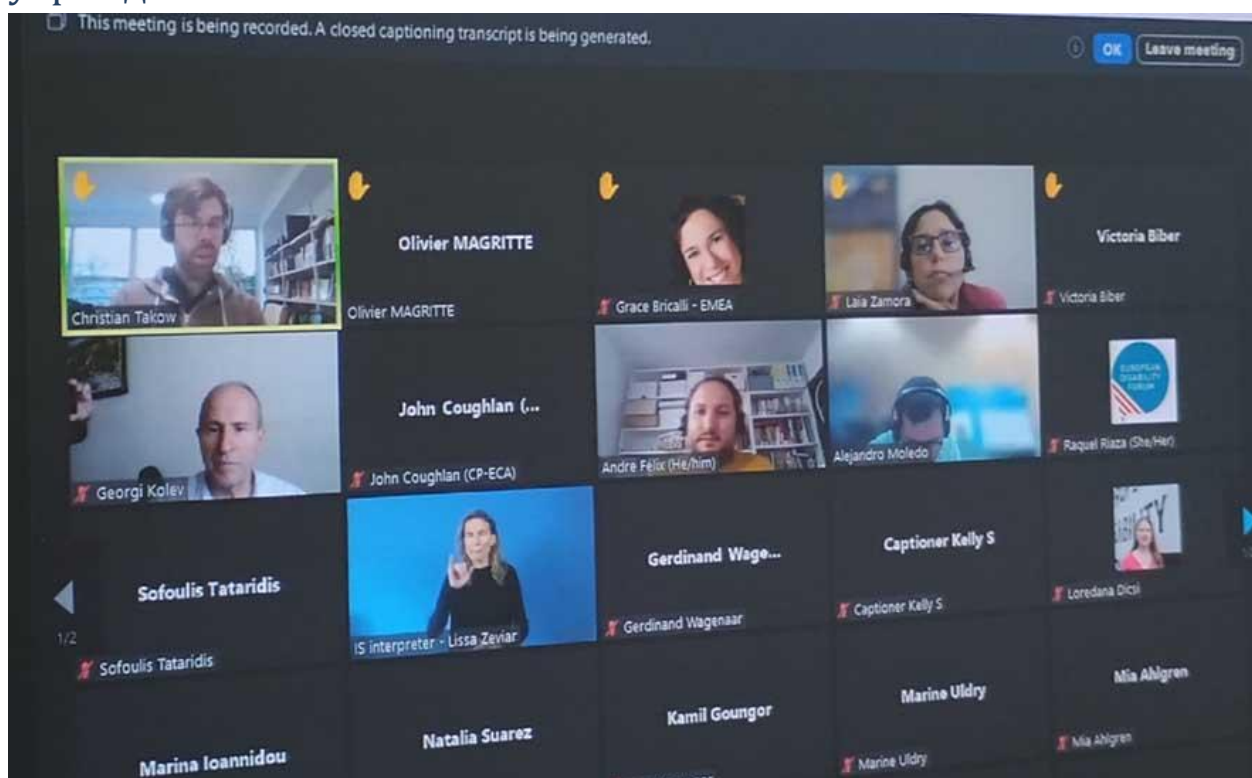 This meeting is being recorded. A closed captioning transcript is being generated.
OK
Leave meeting
Christian Takow
Olivier MAGRITTE
Olivier MAGRITTE
Grace Bricalli - EMEA
Laia Zamora
Victoria Biber
Victoria Biber
Georgi Kolev
John Coughlan (...
John Coughlan (CP-ECA)
Andre Felix (He/him)
Alejandro Moledo
EUROPEAN
DISABILITY
FORUM
Raquel Riaza (She/Her)
Sofoulis Tataridis
Sofoulis Tataridis
IS interpreter - Lissa Zeviar
Gerdinand Wage...
Gerdinand Wagenaar
Captioner Kelly S
Captioner Kelly S
Loredana Dicsi
1/2
Marina Ioannidou
Natalia Suarez
Kamil Goungor
Marine Uldry
Marine Uldry
Mia Ahlgren
Mia Ahlgren